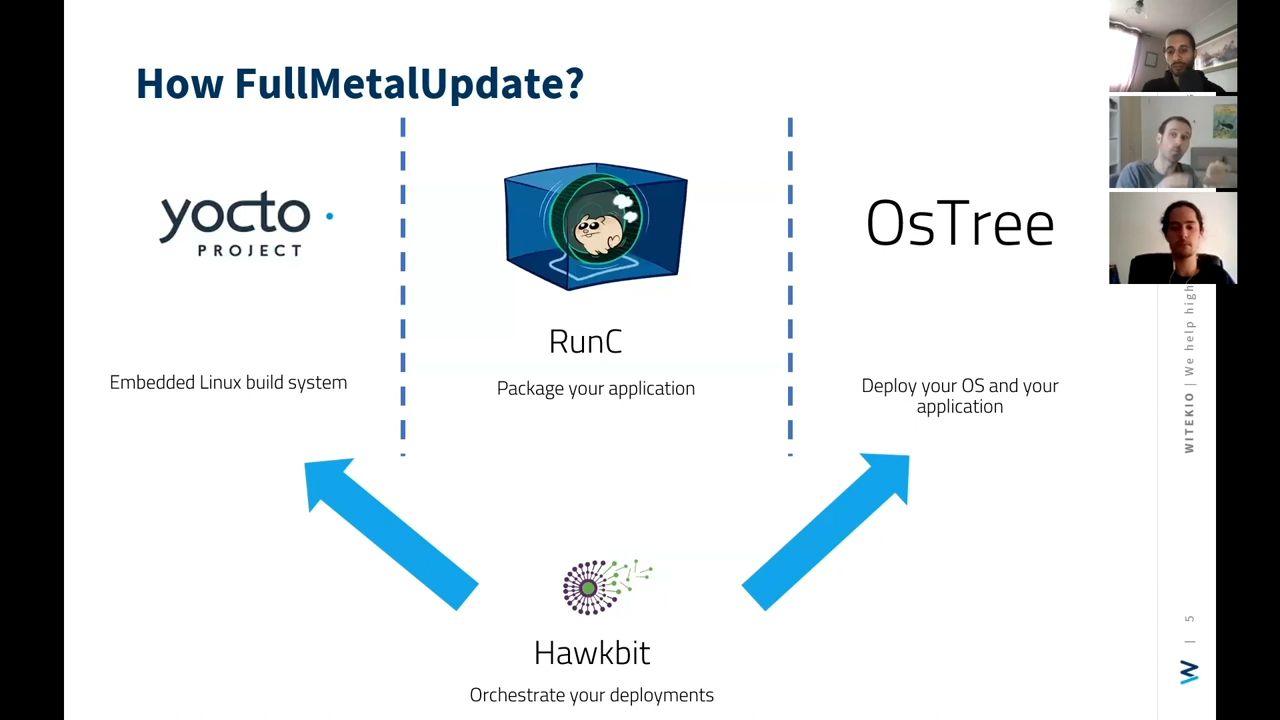 How FullMetalUpdate?
yocto
PROJECT
RunC
OsTree
Embedded Linux build system
Package your application
Deploy your OS and your
application
Hawkbit
Orchestrate your deployments
WITEKIO | We help high
| 5